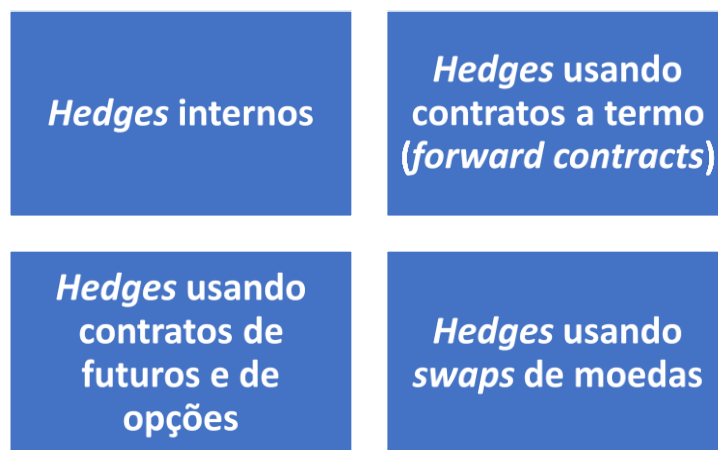 Hedges internos
Hedges usando
contratos a termo
(forward contracts)
Hedges usando
contratos de
futuros e de
opções
Hedges usando
swaps de moedas